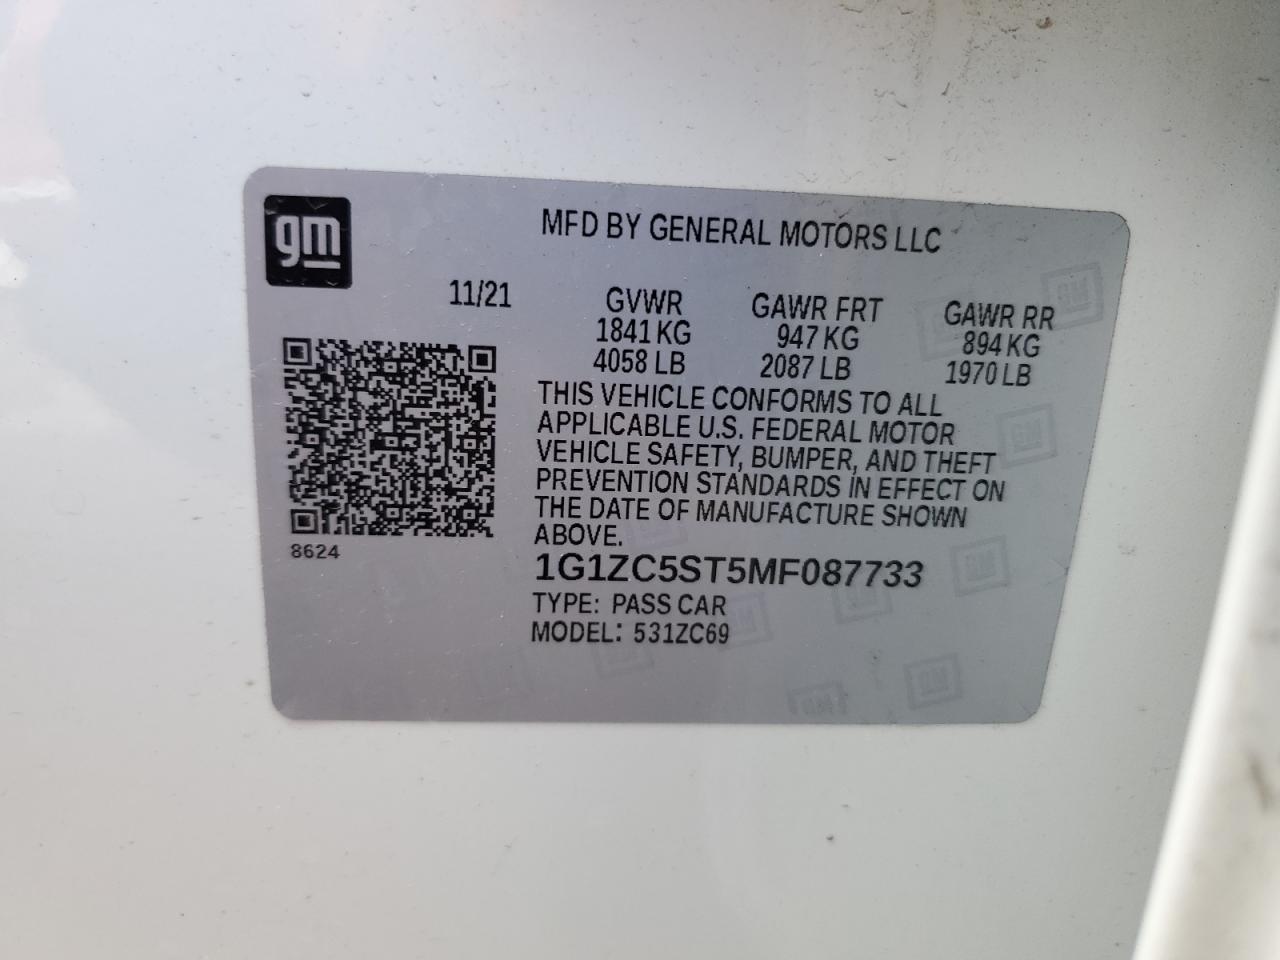 gm
MFD BY GENERAL MOTORS LLC
11/21 GVWR GAWR FRT GAWR RR
1841 KG 947 KG 894 KG
4058 LB 2087 LB 1970 LB
THIS VEHICLE CONFORMS TO ALL
APPLICABLE U.S. FEDERAL MOTOR
VEHICLE SAFETY, BUMPER, AND THEFT
PREVENTION STANDARDS IN EFFECT ON
THE DATE OF MANUFACTURE SHOWN
ABOVE.
8624
1G1ZC5ST5MF087733
TYPE: PASS CAR
MODEL: 531ZC69